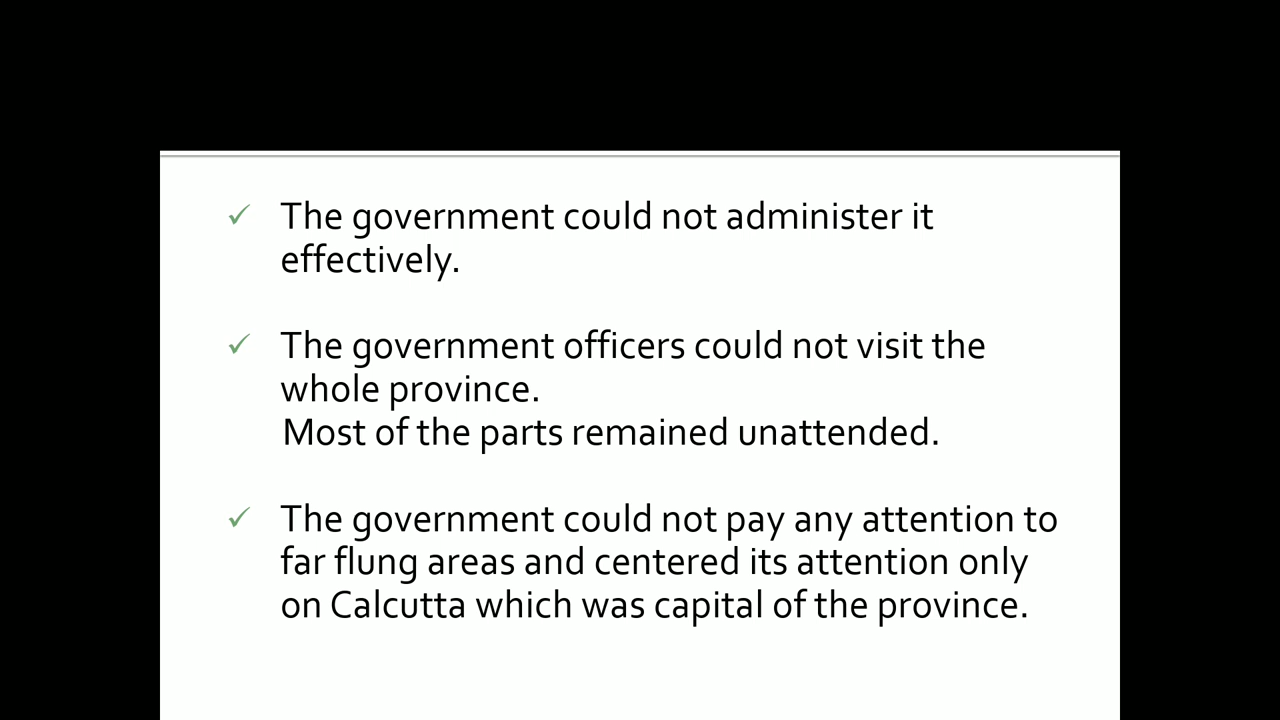 The government could not administer it
effectively.
The government officers could not visit the
whole province.
Most of the parts remained unattended.
The government could not pay any attention to
far flung areas and centered its attention only
on Calcutta which was capital of the province.